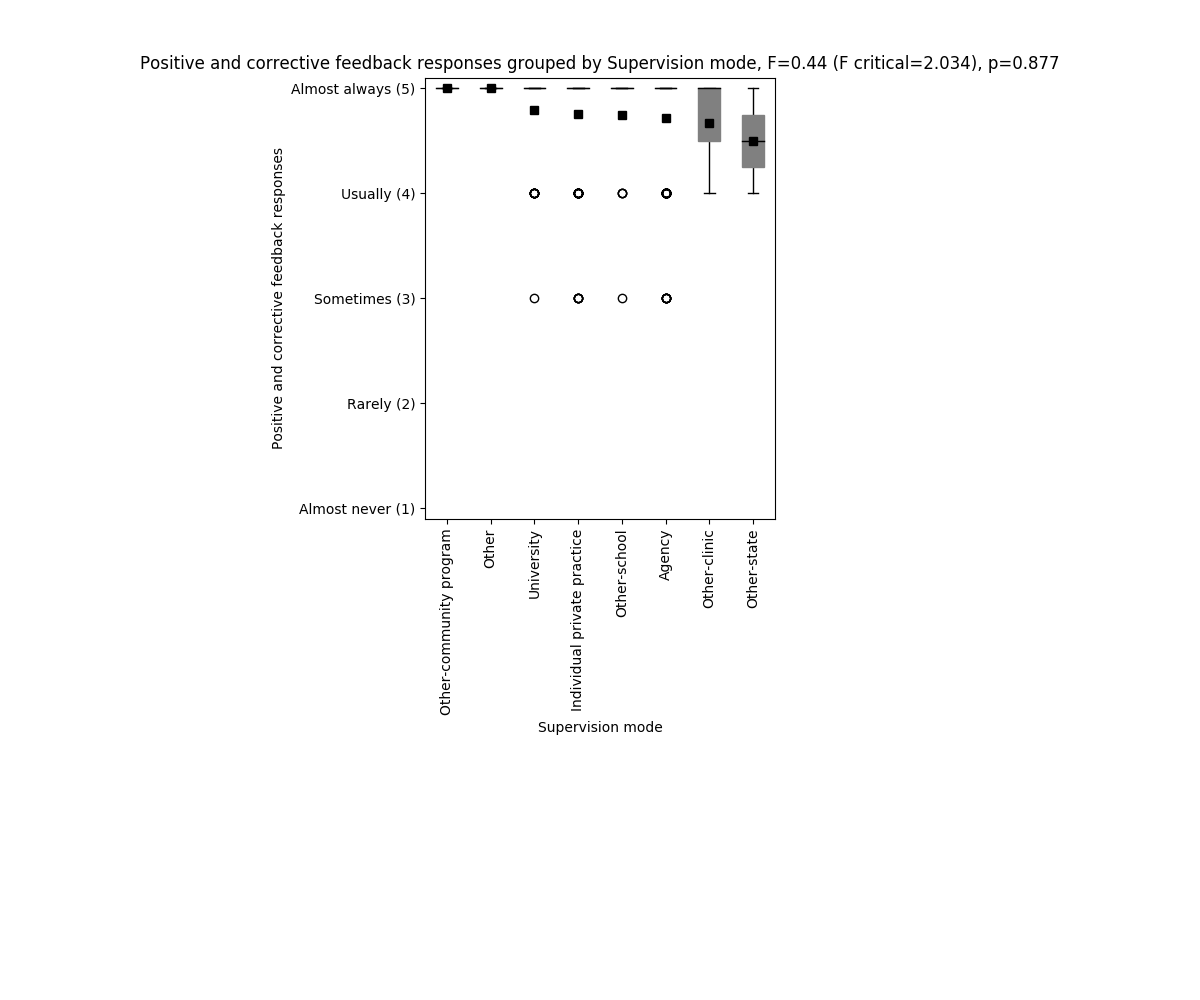 Positive and corrective feedback responses grouped by Supervision mode, F=0.44 (F critical=2.034), p=0.877
Almost always (5)
Usually (4)
Sometimes (3)
Rarely (2)
Almost never (1)
Positive and corrective feedback responses
Other-community program
Other
University
Individual private practice
Other-school
Agency
Other-clinic
Other-state
Supervision mode